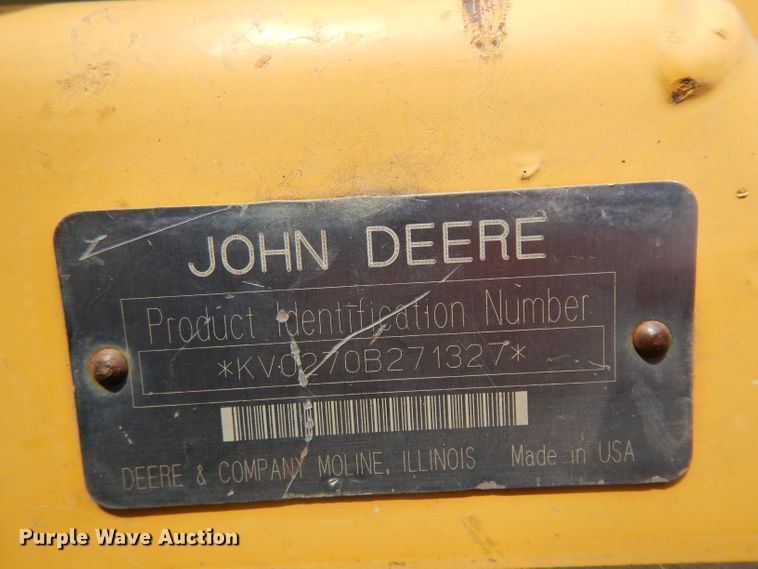 JOHN DEERE
Product Identification Number
*KV0270B271327*
DEERE & COMPANY MOLINE, ILLINOIS Made in USA
Purple Wave Auction